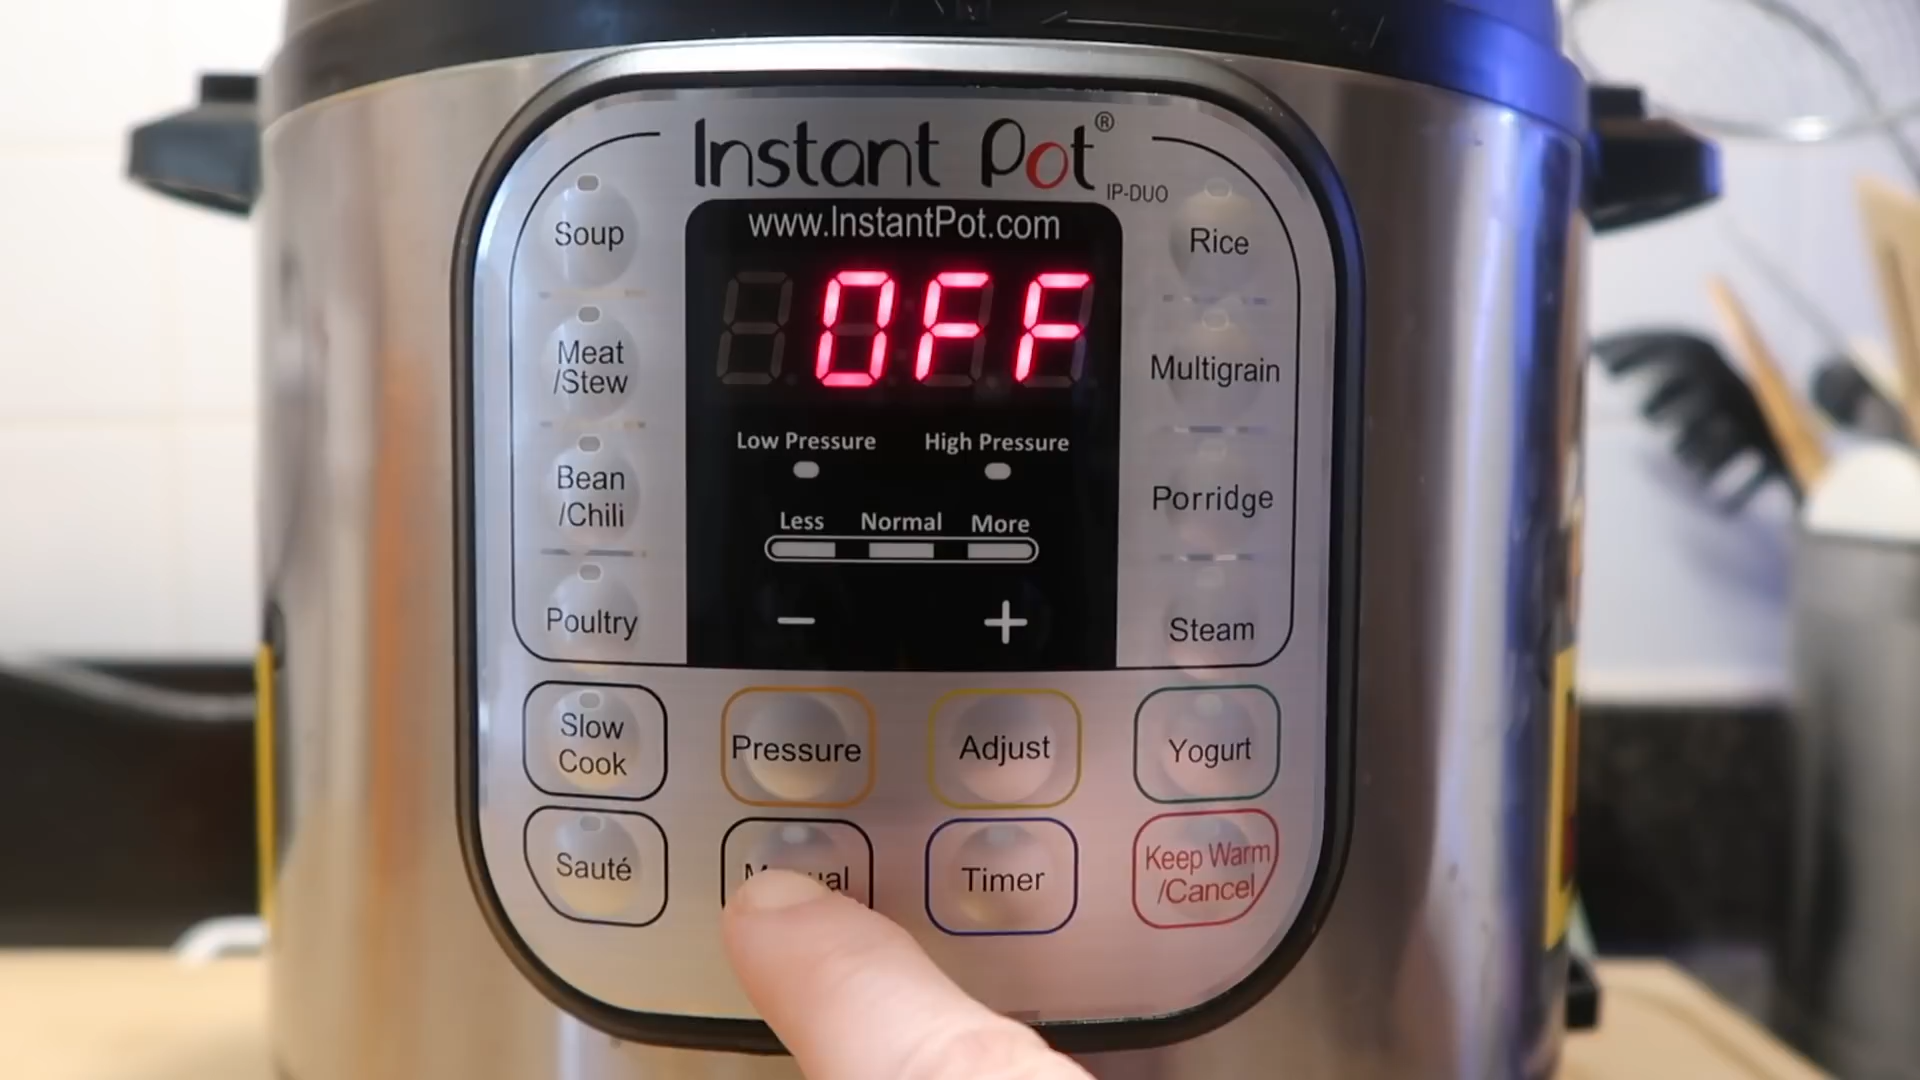 Instant Pot®
IP-DUO
www.InstantPot.com
OFF
Low Pressure High Pressure
Less Normal More
− +
Soup
Meat
/Stew
Bean
/Chili
Poultry
Rice
Multigrain
Porridge
Steam
Slow
Cook
Pressure
Adjust
Yogurt
Sauté
Timer
Keep Warm
/Cancel